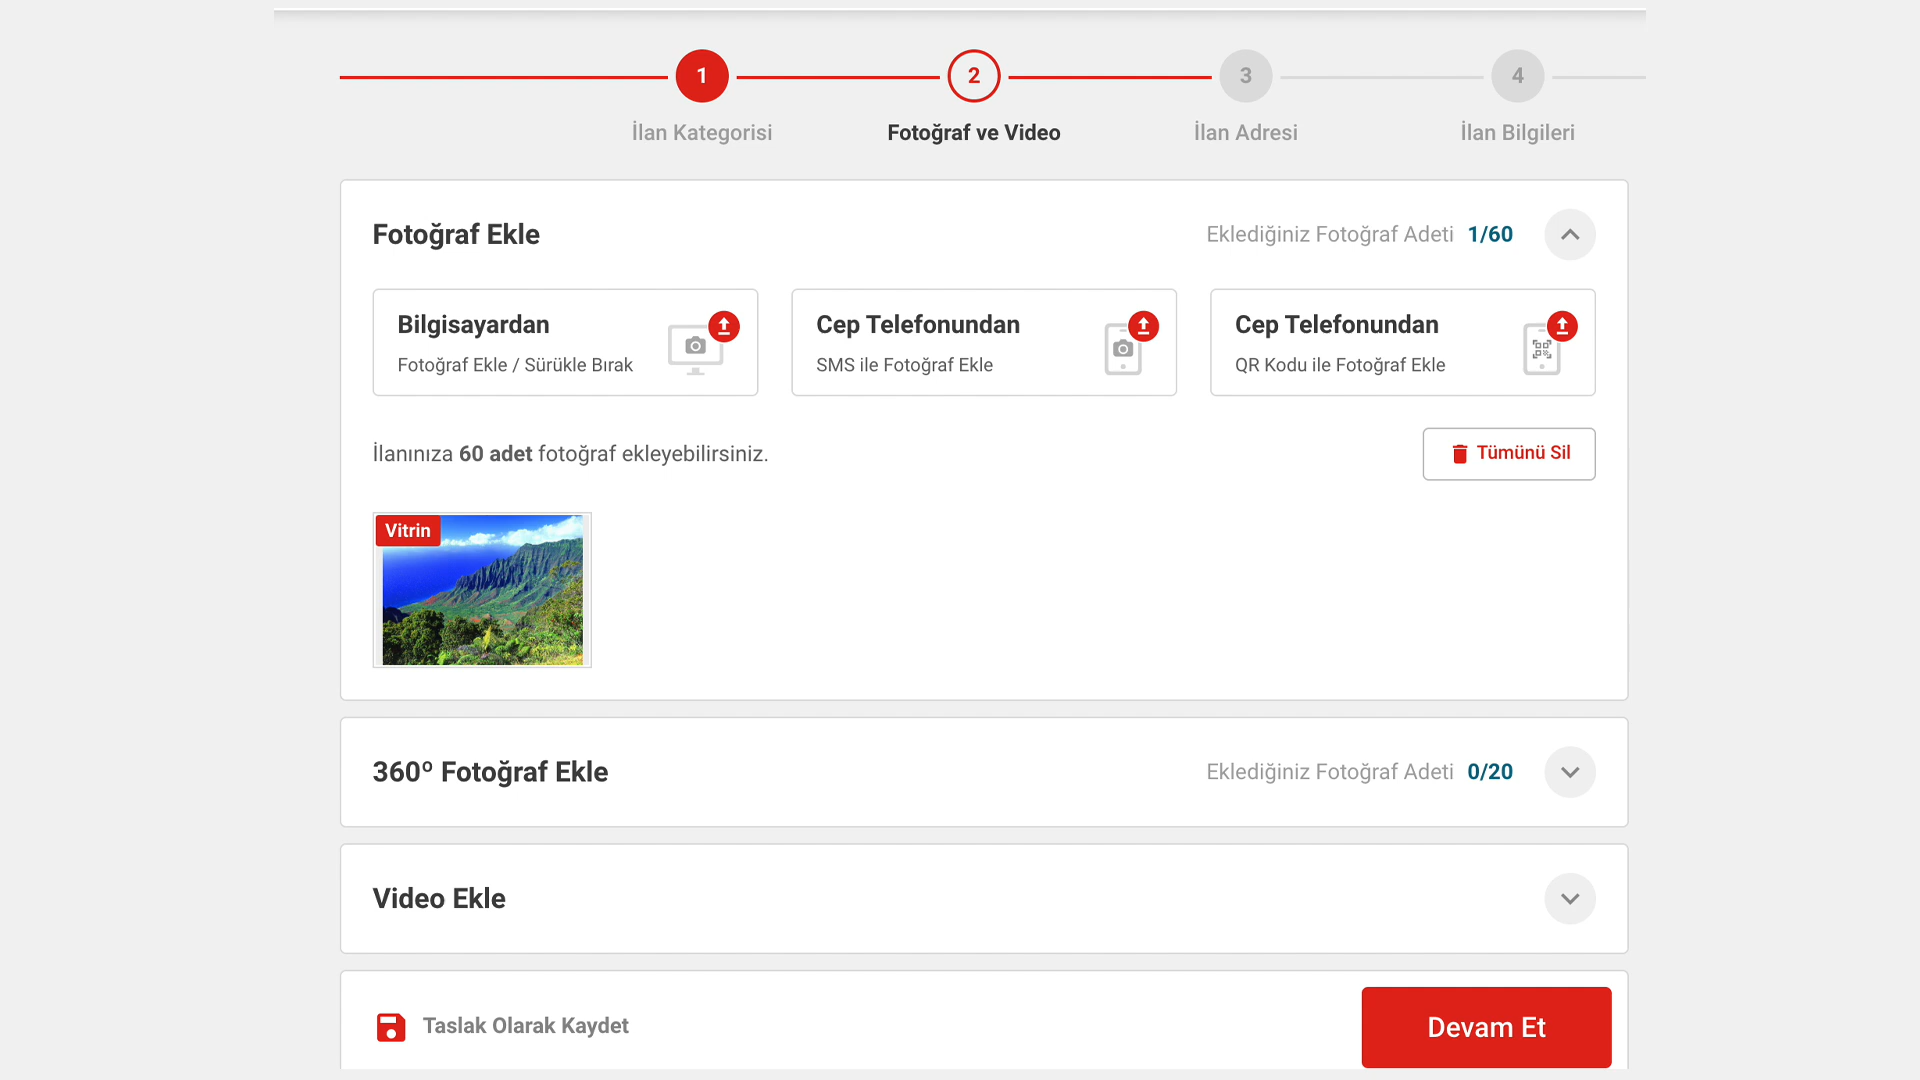 1
2
3
4
İlan Kategorisi
Fotoğraf ve Video
İlan Adresi
İlan Bilgileri
Fotoğraf Ekle
Eklediğiniz Fotoğraf Adeti 1/60
Bilgisayardan
Fotoğraf Ekle / Sürükle Bırak
Cep Telefonundan
SMS ile Fotoğraf Ekle
Cep Telefonundan
QR Kodu ile Fotoğraf Ekle
İlanınıza 60 adet fotoğraf ekleyebilirsiniz.
Tümünü Sil
Vitrin
360º Fotoğraf Ekle
Eklediğiniz Fotoğraf Adeti 0/20
Video Ekle
Taslak Olarak Kaydet
Devam Et